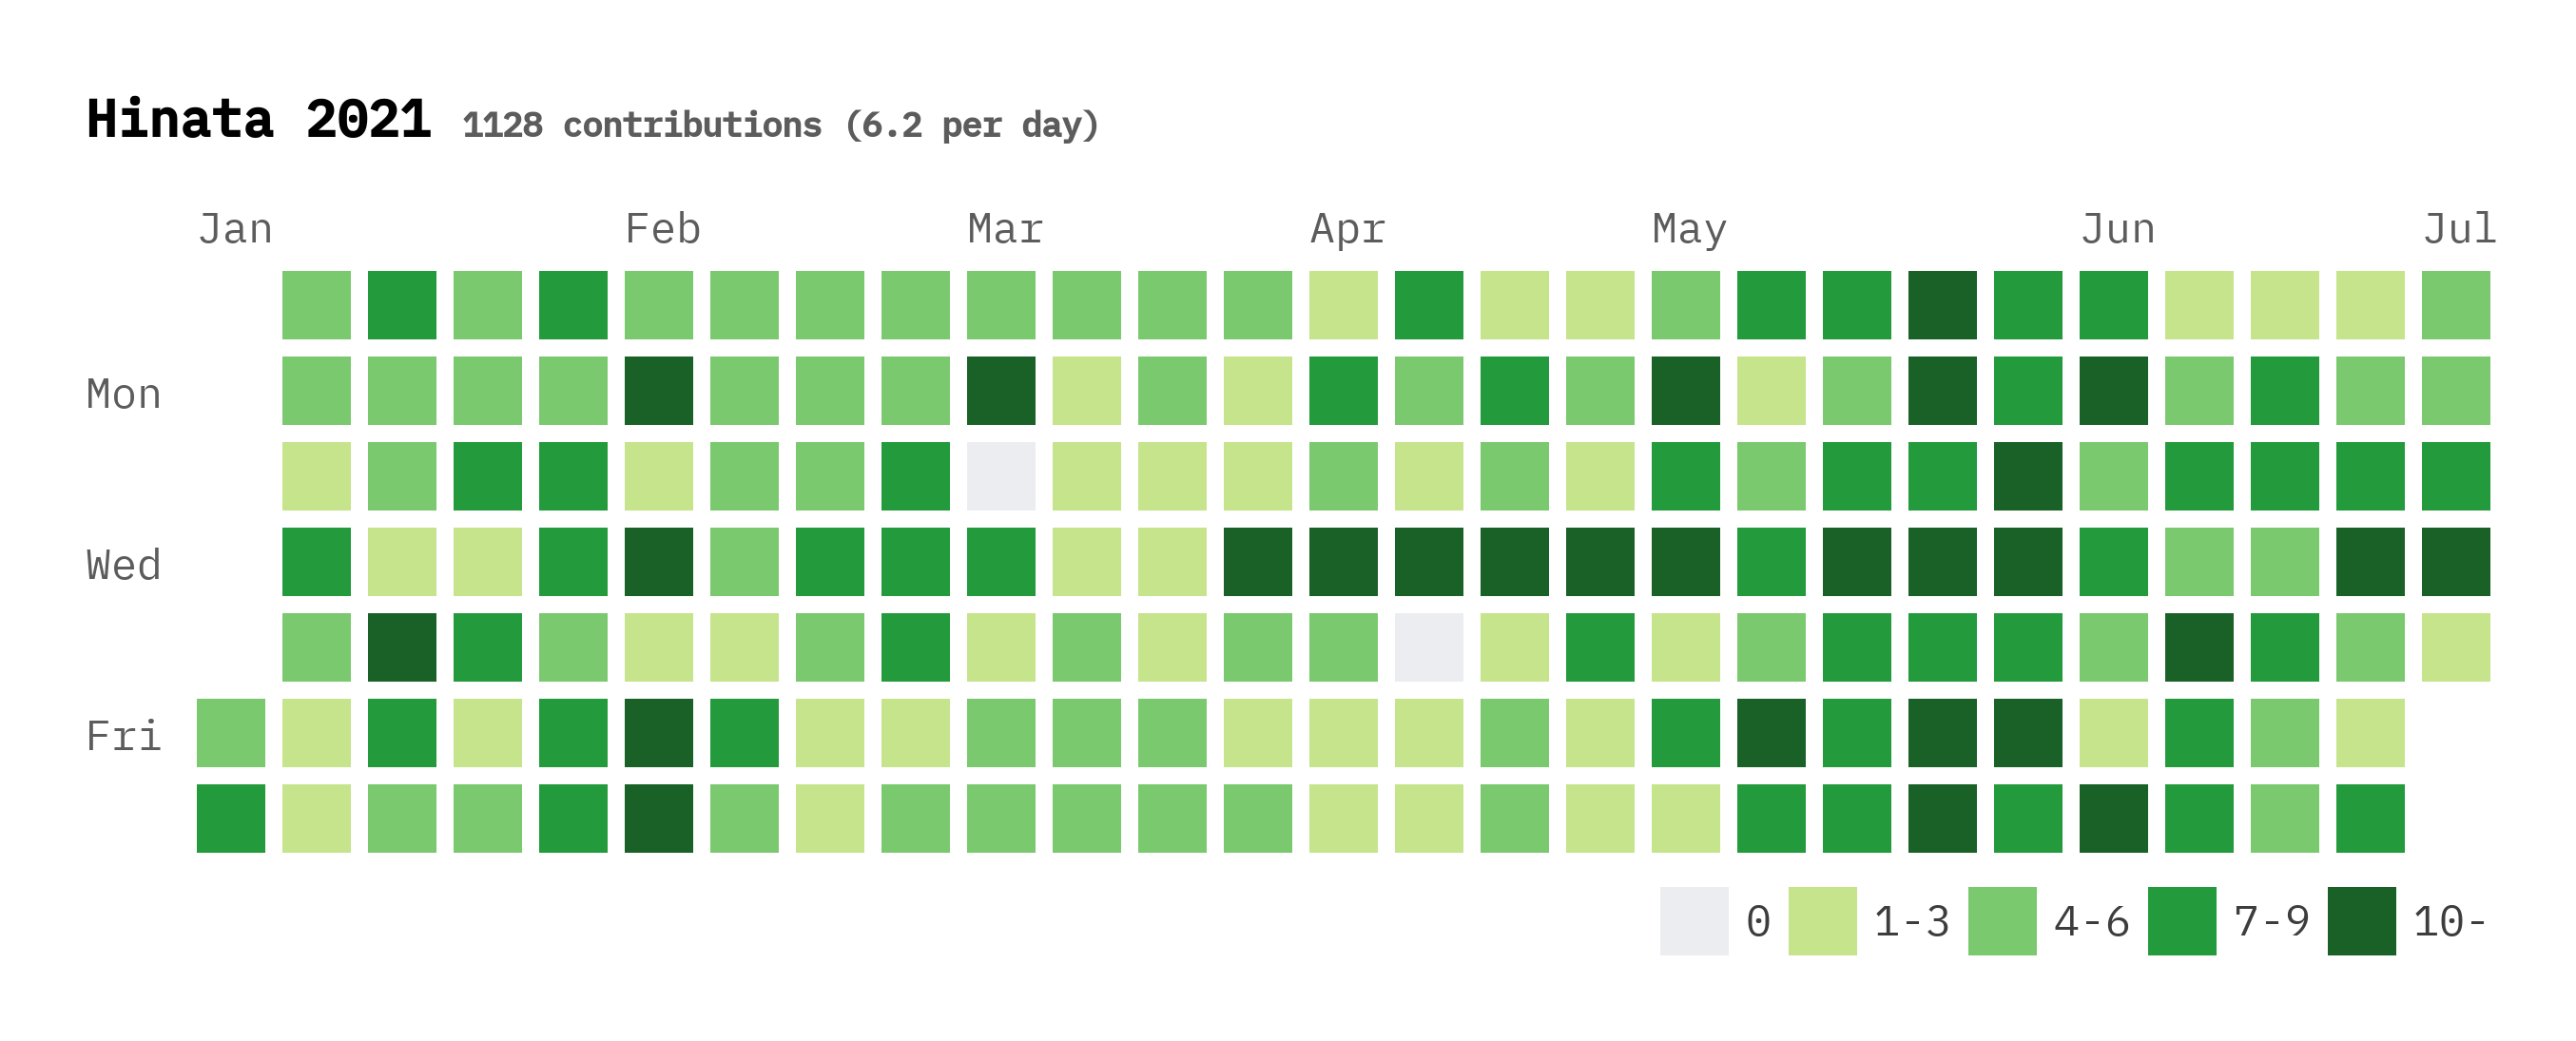 Hinata 2021 1128 contributions (6.2 per day)
Jan Feb Mar Apr May Jun Jul
Mon
Wed
Fri
0 1-3 4-6 7-9 10-